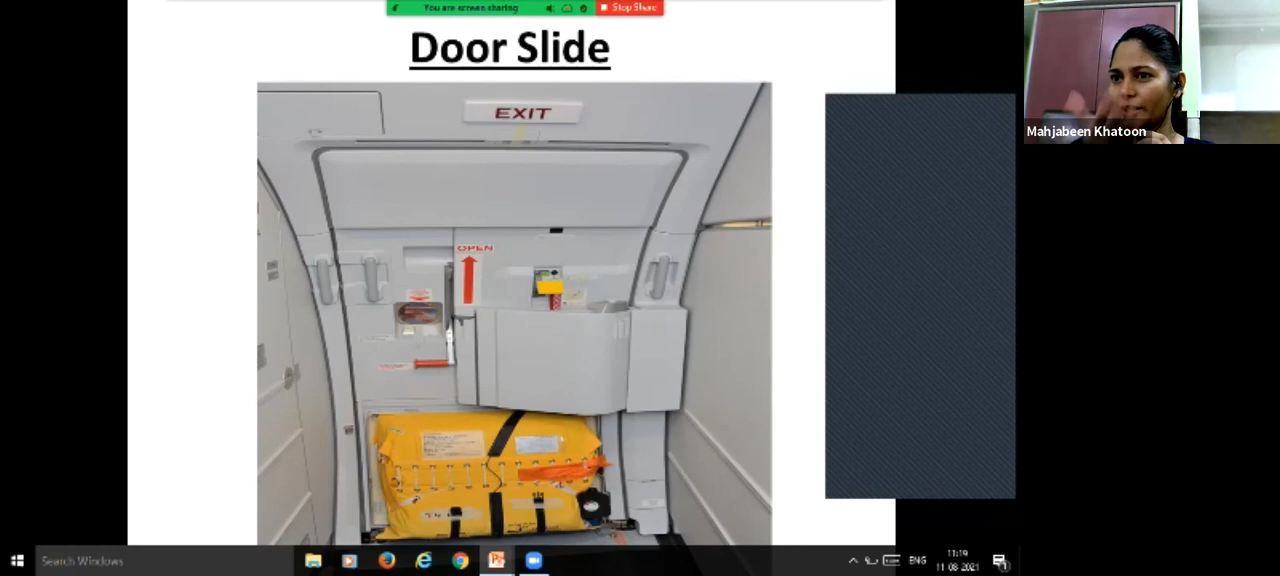 You are screen sharing
Stop Share
Door Slide
EXIT
OPEN
Mahjabeen Khatoon
Search Windows
ENG
11:19
11-08-2021